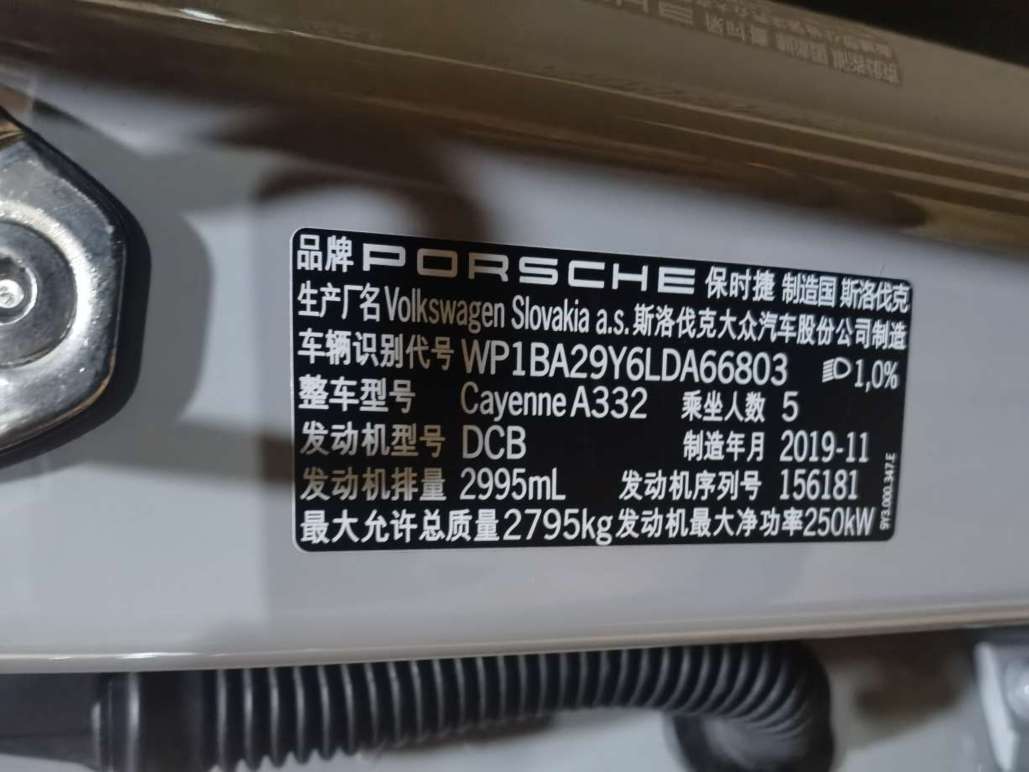 品牌 PORSCHE 保时捷 制造国 斯洛伐克
生产厂名 Volkswagen Slovakia a.s. 斯洛伐克大众汽车股份公司制造
车辆识别代号 WP1BA29Y6LDA66803 1,0%
整车型号 Cayenne A332 乘坐人数 5
发动机型号 DCB 制造年月 2019-11
发动机排量 2995mL 发动机序列号 156181
最大允许总质量 2795kg 发动机最大净功率 250kW
9Y3.000.347.E